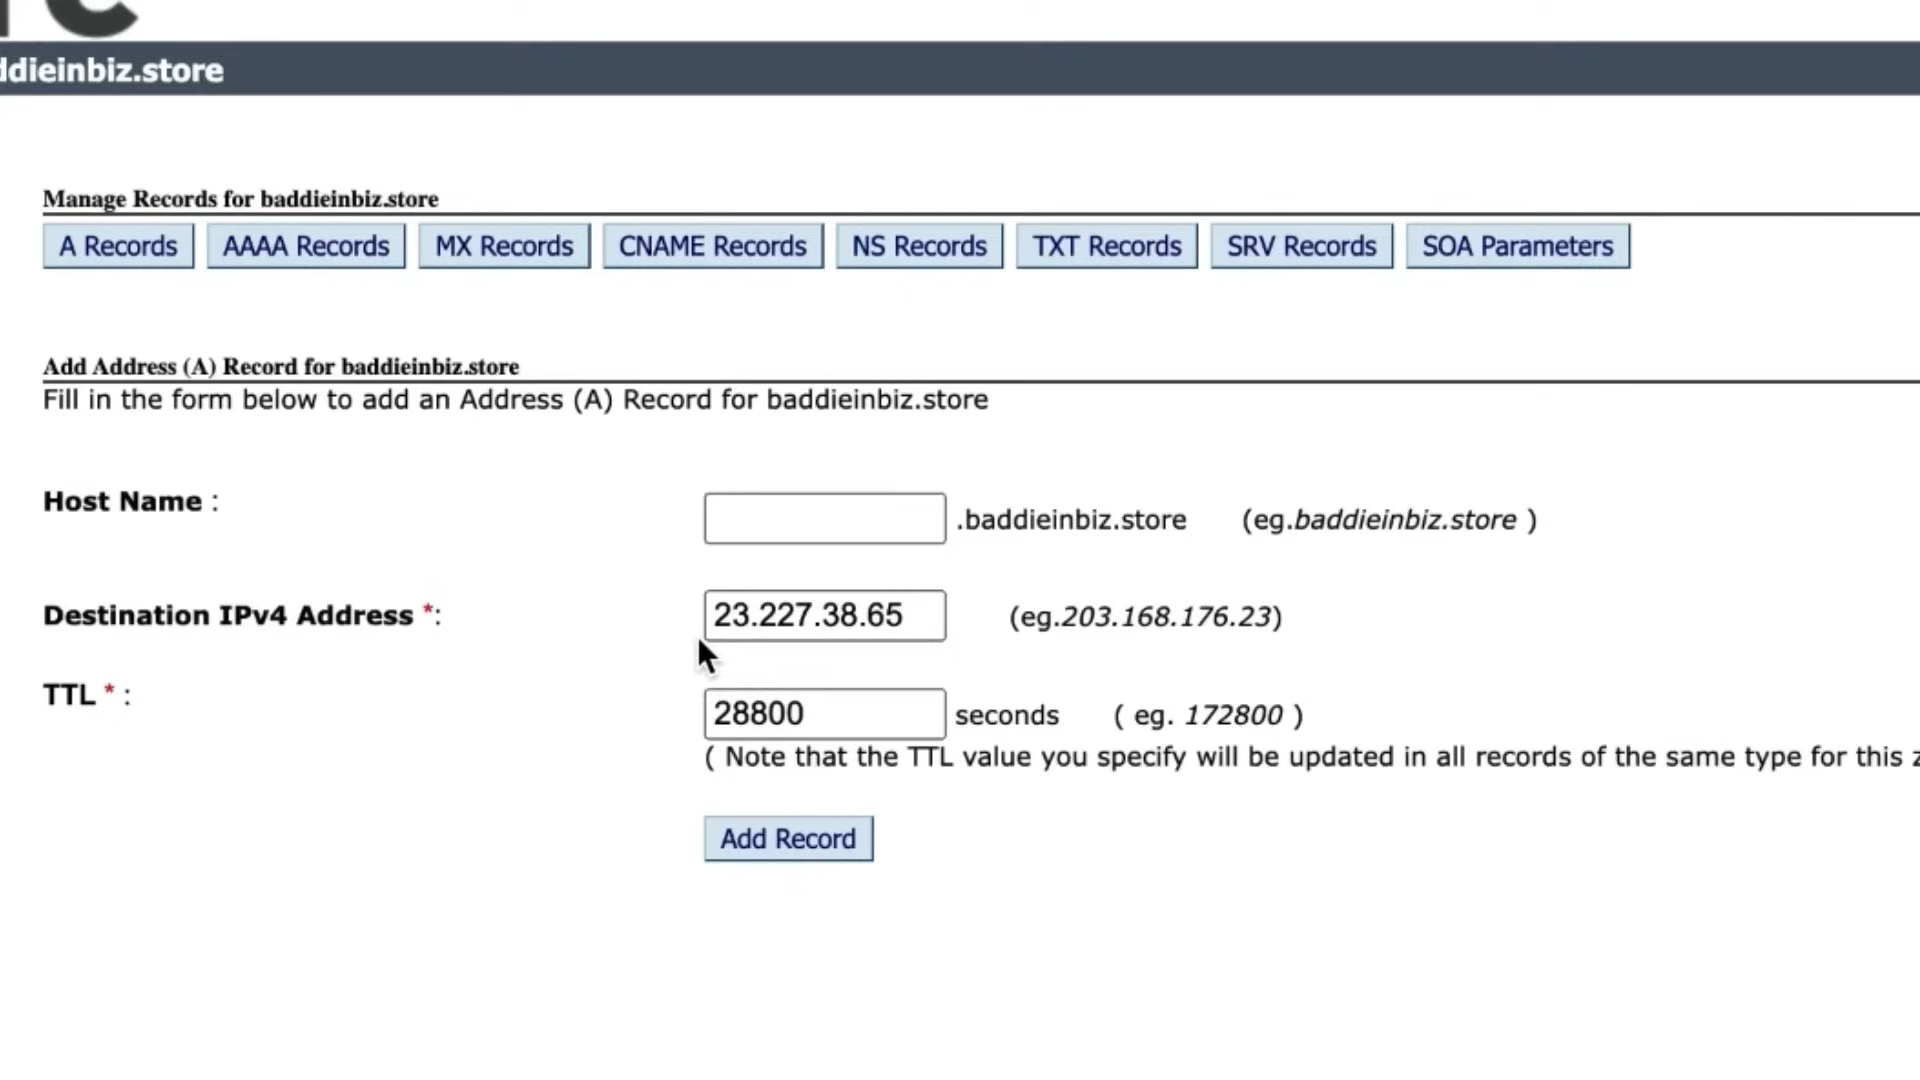 ddieinbiz.store
Manage Records for baddieinbiz.store
A Records AAAA Records MX Records CNAME Records NS Records TXT Records SRV Records SOA Parameters
Add Address (A) Record for baddieinbiz.store
Fill in the form below to add an Address (A) Record for baddieinbiz.store
Host Name : .baddieinbiz.store (eg.baddieinbiz.store )
Destination IPv4 Address *: 23.227.38.65 (eg.203.168.176.23)
TTL * : 28800 seconds ( eg. 172800 )
( Note that the TTL value you specify will be updated in all records of the same type for this
Add Record